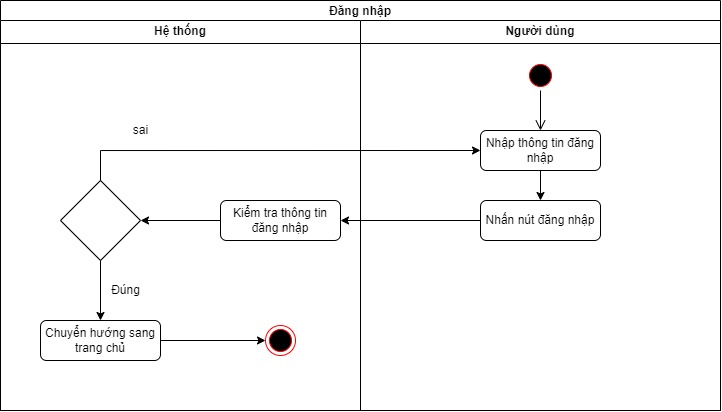 Đăng nhập
Hệ thống
Người dùng
sai
Nhập thông tin đăng
nhập
Kiểm tra thông tin
đăng nhập
Nhấn nút đăng nhập
Đúng
Chuyển hướng sang
trang chủ